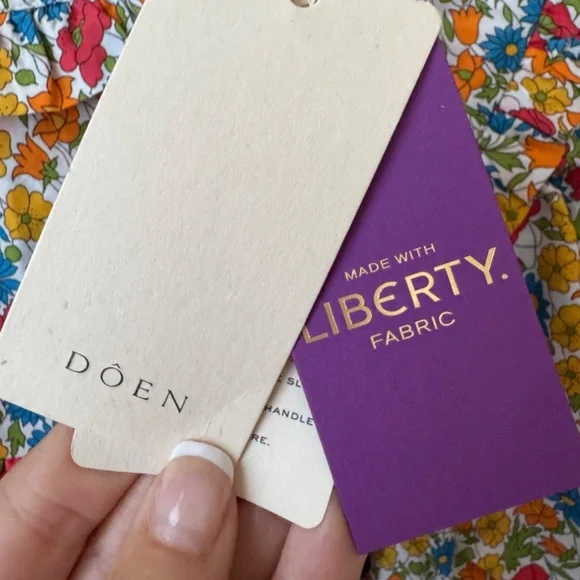 DÔEN
MADE WITH
LIBERTY.
FABRIC
HANDLE